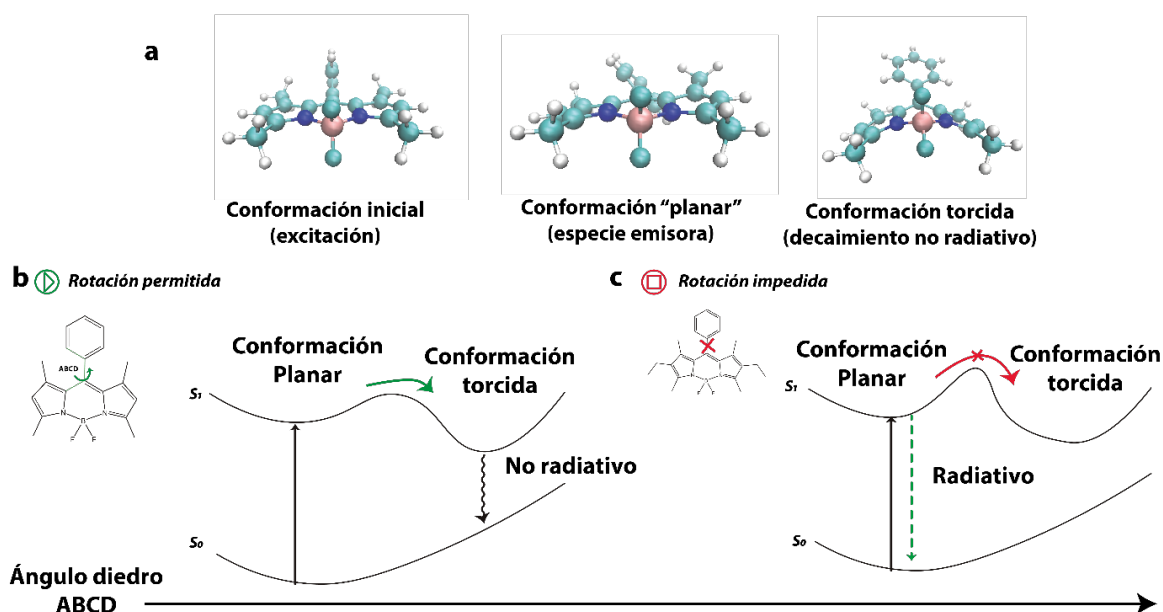 a
Conformación inicial
(excitación)
Conformación “planar”
(especie emisora)
Conformación torcida
(decaimiento no radiativo)
b
Rotación permitida
ABCD
N
B
N
F
F
Conformación
Planar
Conformación
torcida
S₁
No radiativo
S₀
c
Rotación impedida
F
F
Conformación
Planar
Conformación
torcida
S₁
Radiativo
S₀
Ángulo diedro
ABCD